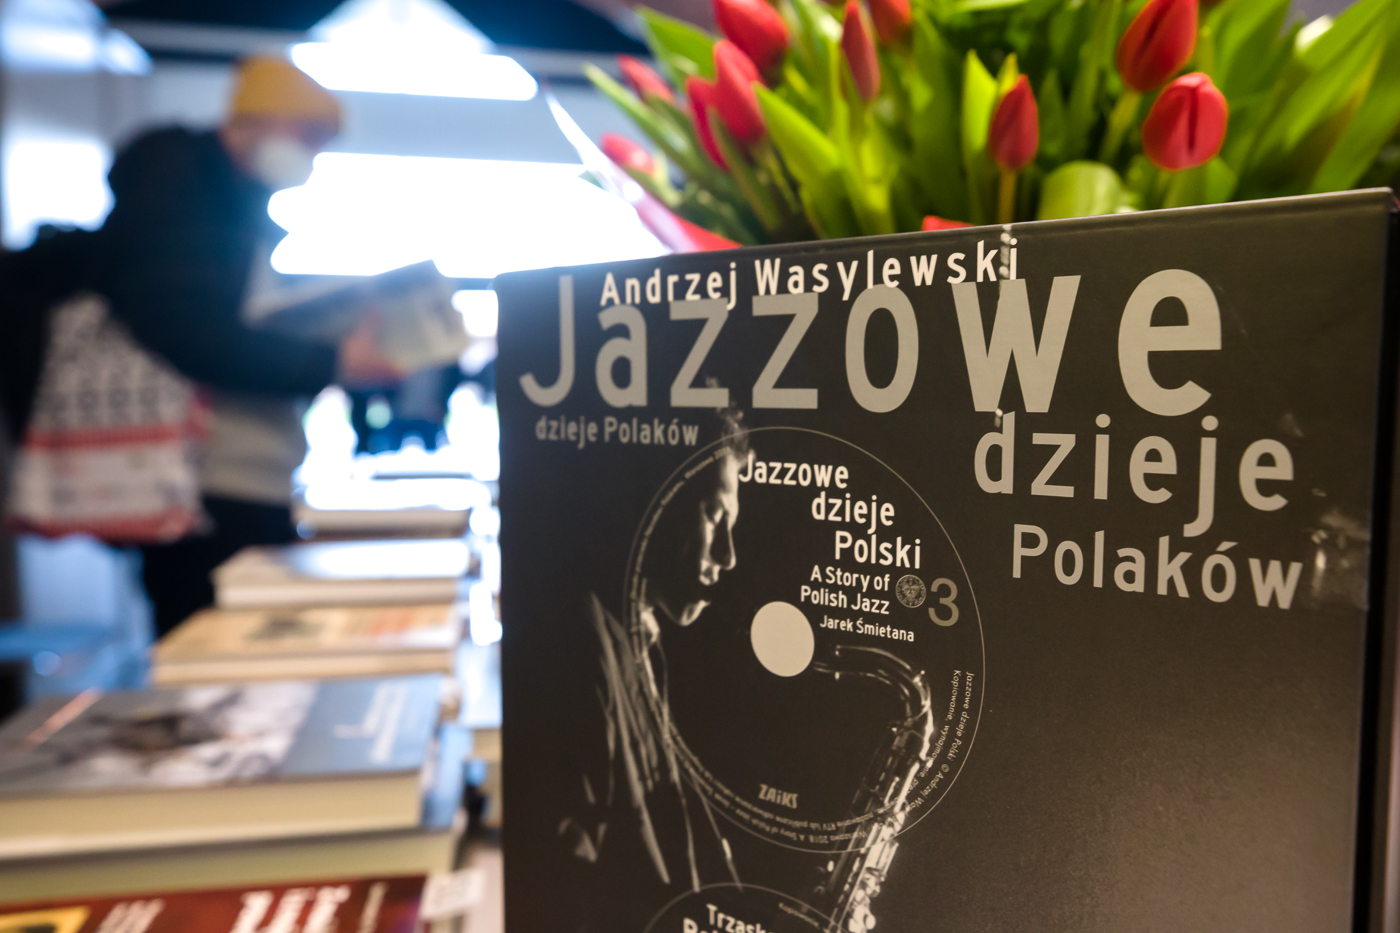 Andrzej Wasylewski
Jazzowe
dzieje Polaków
dzieje
Polaków
Jazzowe
dzieje
Polski
A Story of
Polish Jazz
3
Jarek Śmietana
ZAiKS